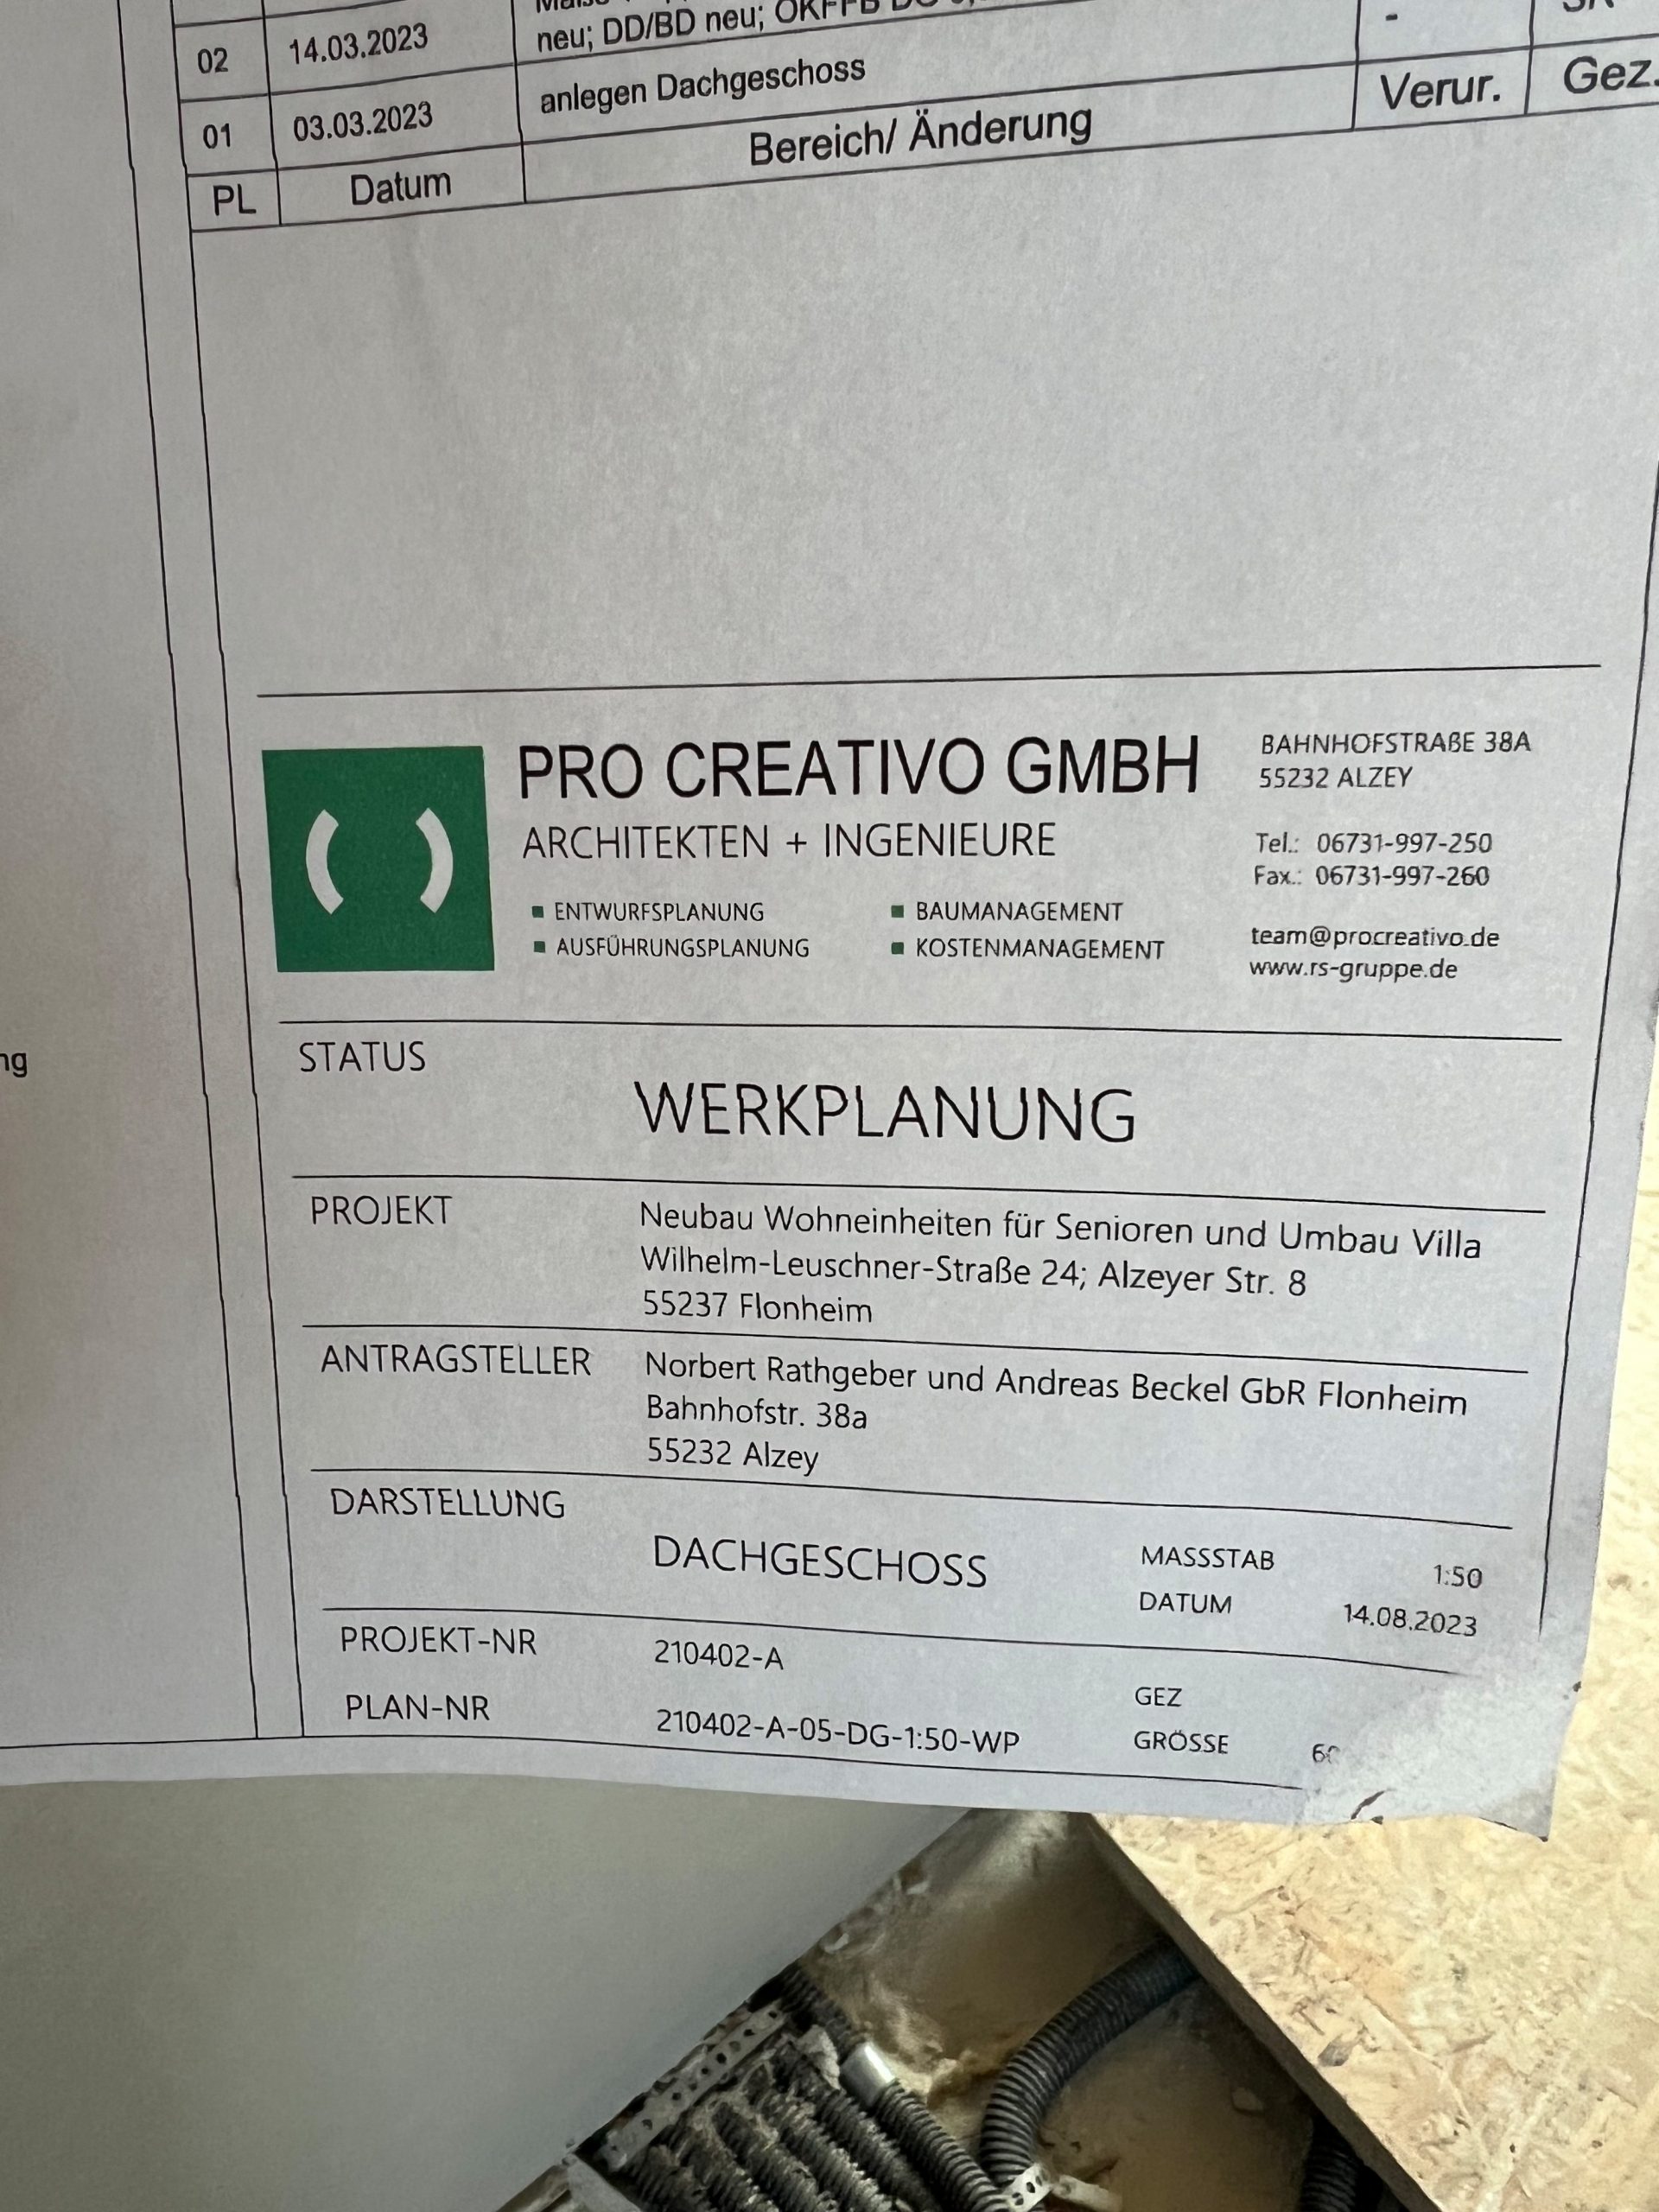 02 14.03.2023 neu; DD/BD neu; OKFFB
-
01 03.03.2023 anlegen Dachgeschoss
PL Datum Bereich/ Änderung Verur. Gez.
PRO CREATIVO GMBH
ARCHITEKTEN + INGENIEURE
▪ ENTWURFSPLANUNG ▪ BAUMANAGEMENT
▪ AUSFÜHRUNGSPLANUNG ▪ KOSTENMANAGEMENT
BAHNHOFSTRAßE 38A
55232 ALZEY
Tel.: 06731-997-250
Fax.: 06731-997-260
team@procreativo.de
www.rs-gruppe.de
ng
STATUS
WERKPLANUNG
PROJEKT
Neubau Wohneinheiten für Senioren und Umbau Villa
Wilhelm-Leuschner-Straße 24; Alzeyer Str. 8
55237 Flonheim
ANTRAGSTELLER
Norbert Rathgeber und Andreas Beckel GbR Flonheim
Bahnhofstr. 38a
55232 Alzey
DARSTELLUNG
DACHGESCHOSS
MASSSTAB 1:50
DATUM 14.08.2023
PROJEKT-NR 210402-A
PLAN-NR 210402-A-05-DG-1:50-WP
GEZ
GRÖSSE